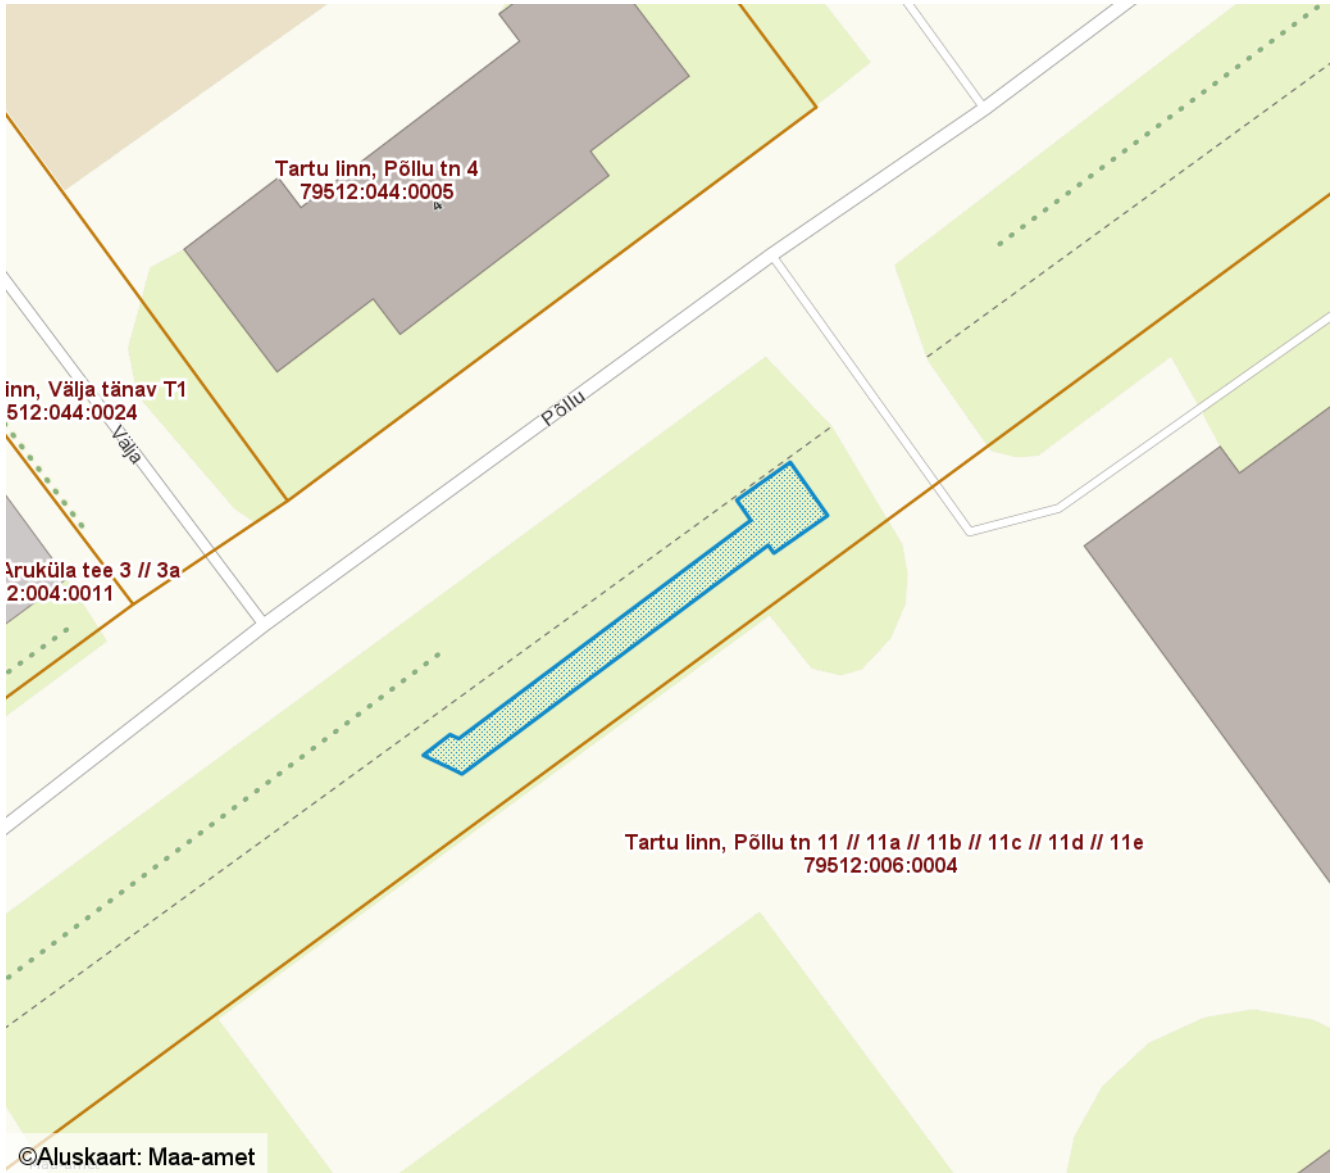 Tartu linn, Põllu tn 4
79512:044:0005
4
inn, Välja tänav T1
512:044:0024
Välja
Põllu
Aruküla tee 3 // 3a
2:004:0011
Tartu linn, Põllu tn 11 // 11a // 11b // 11c // 11d // 11e
79512:006:0004
©Aluskaart: Maa-amet